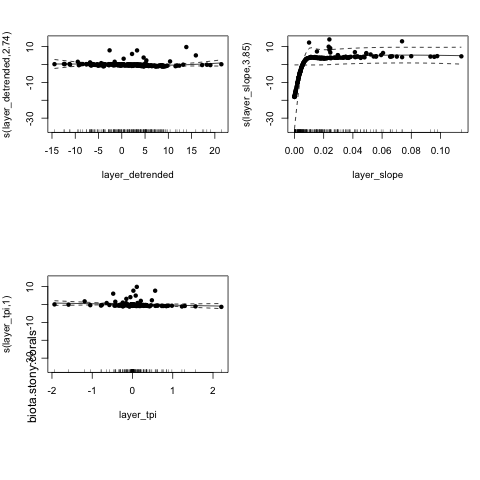 s(layer_detrended,2.74)
10
-10
-30
-15 -10 -5 0 5 10 15 20
layer_detrended
s(layer_slope,3.85)
10
-10
-30
0.00 0.02 0.04 0.06 0.08 0.10
layer_slope
s(layer_tpi,1)
10
-10
-30
-2 -1 0 1 2
layer_tpi
biota.stony.corals